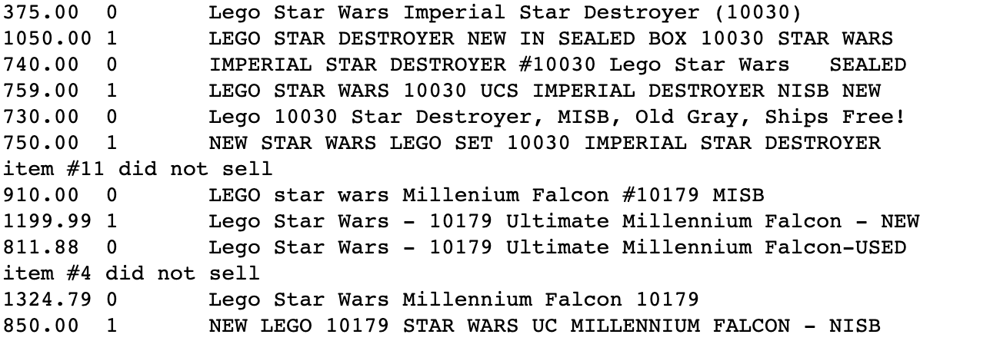 375.00 0 Lego Star Wars Imperial Star Destroyer (10030)
1050.00 1 LEGO STAR DESTROYER NEW IN SEALED BOX 10030 STAR WARS
740.00 0 IMPERIAL STAR DESTROYER #10030 Lego Star Wars SEALED
759.00 1 LEGO STAR WARS 10030 UCS IMPERIAL DESTROYER NISB NEW
730.00 0 Lego 10030 Star Destroyer, MISB, Old Gray, Ships Free!
750.00 1 NEW STAR WARS LEGO SET 10030 IMPERIAL STAR DESTROYER
item #11 did not sell
910.00 0 LEGO star wars Millenium Falcon #10179 MISB
1199.99 1 Lego Star Wars - 10179 Ultimate Millennium Falcon - NEW
811.88 0 Lego Star Wars - 10179 Ultimate Millennium Falcon-USED
item #4 did not sell
1324.79 0 Lego Star Wars Millennium Falcon 10179
850.00 1 NEW LEGO 10179 STAR WARS UC MILLENNIUM FALCON - NISB